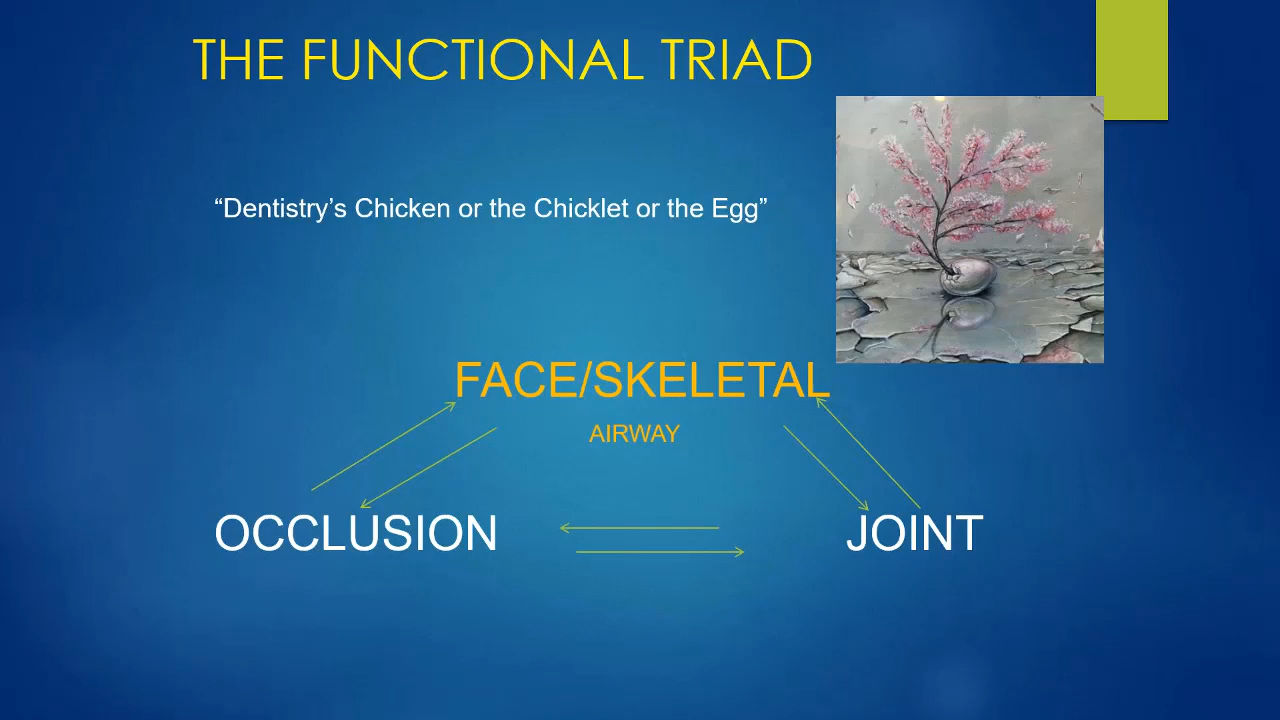 THE FUNCTIONAL TRIAD
“Dentistry’s Chicken or the Chicklet or the Egg”
FACE/SKELETAL
AIRWAY
OCCLUSION
JOINT